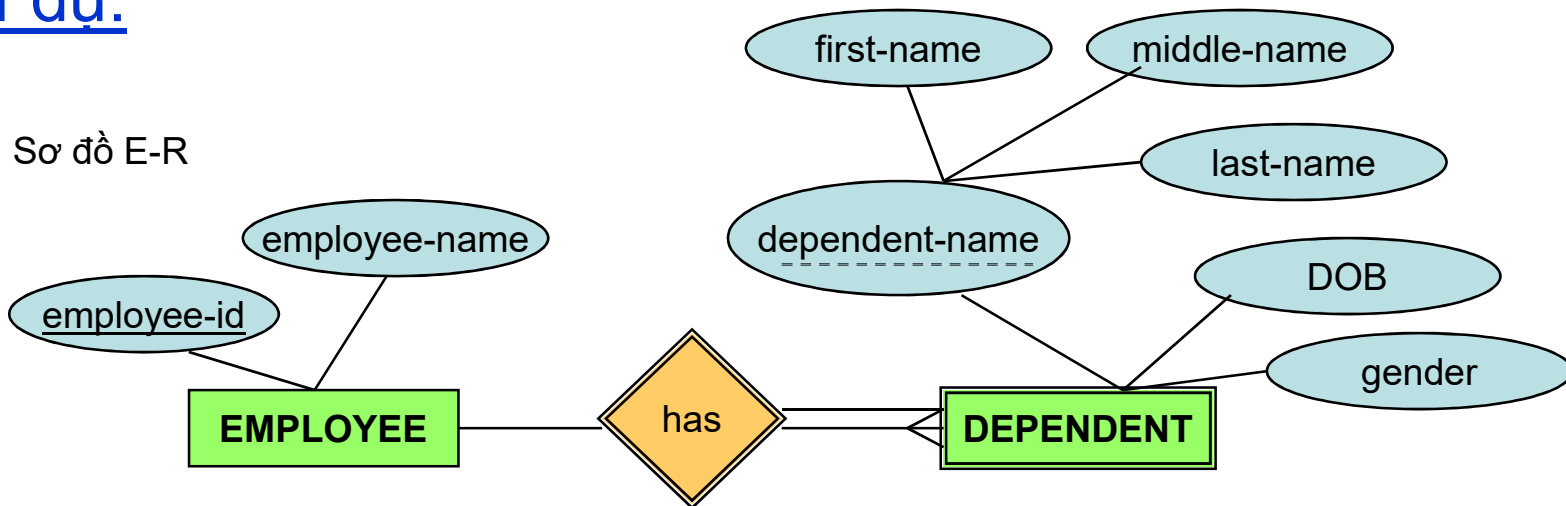 dụ:
first-name
middle-name
Sơ đồ E-R
last-name
employee-name
dependent-name
DOB
employee-id
gender
EMPLOYEE
has
DEPENDENT